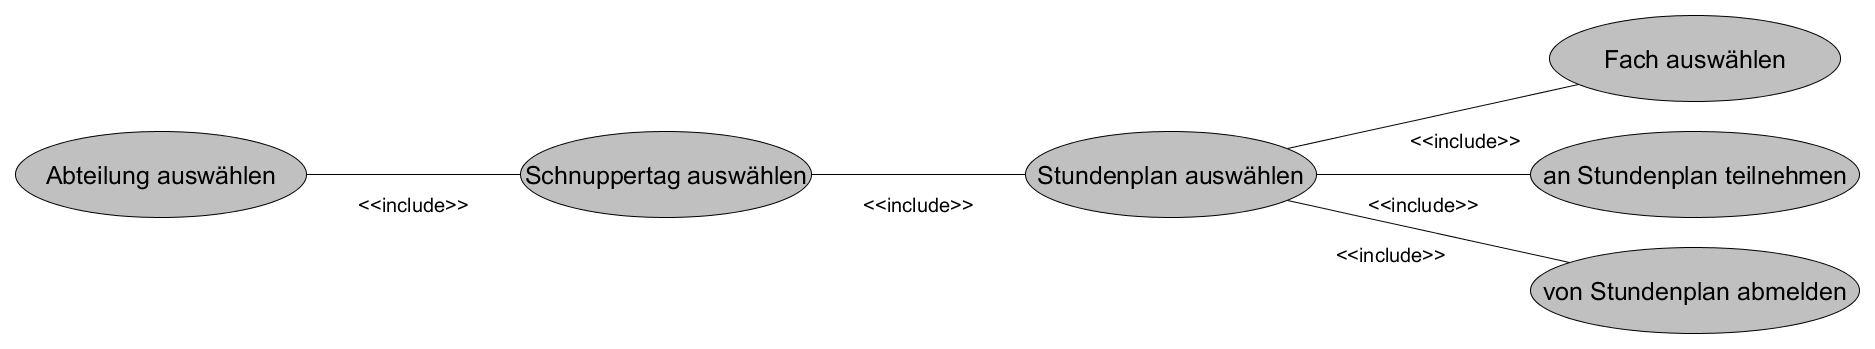 Fach auswählen
<<include>>
Abteilung auswählen
<<include>>
Schnuppertag auswählen
<<include>>
Stundenplan auswählen
<<include>>
an Stundenplan teilnehmen
<<include>>
von Stundenplan abmelden